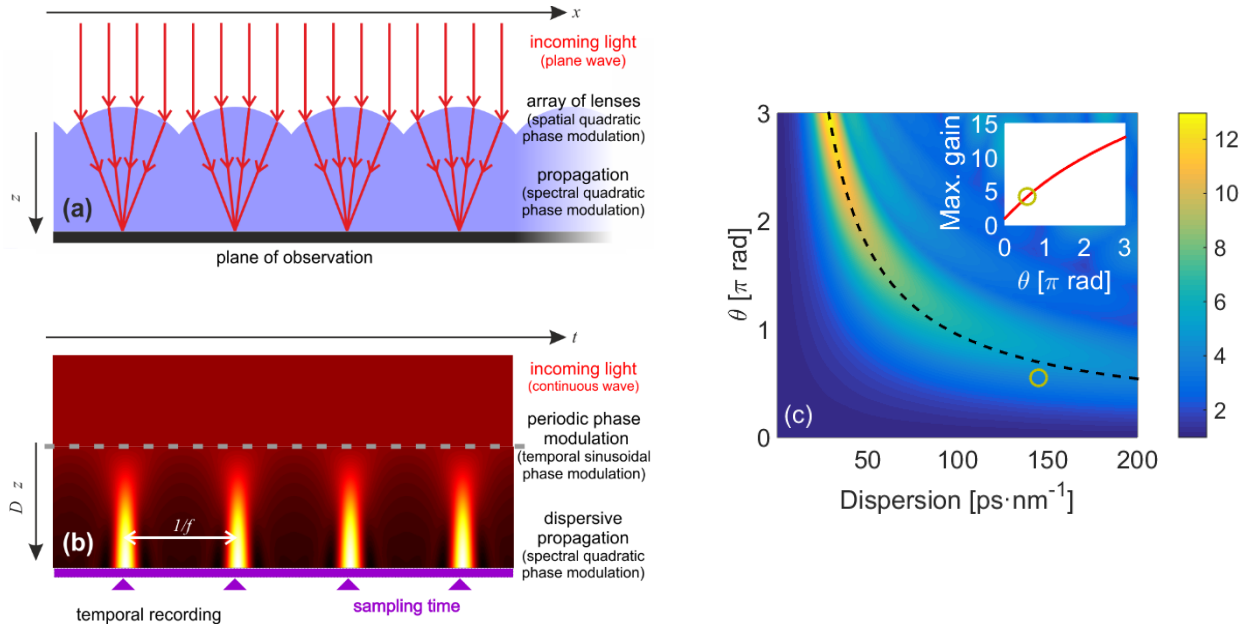 x
incoming light
(plane wave)
array of lenses
(spatial quadratic
phase modulation)
propagation
(spectral quadratic
phase modulation)
z
(a)
plane of observation
t
incoming light
(continuous wave)
periodic phase
modulation
(temporal sinusoidal
phase modulation)
dispersive
propagation
(spectral quadratic
phase modulation)
D z
(b)
1/f
temporal recording
sampling time
3
2
1
0
θ [π rad]
50
100
150
200
Dispersion [ps·nm⁻¹]
(c)
15
10
5
0
Max. gain
0 1 2 3
θ [π rad]
12
10
8
6
4
2